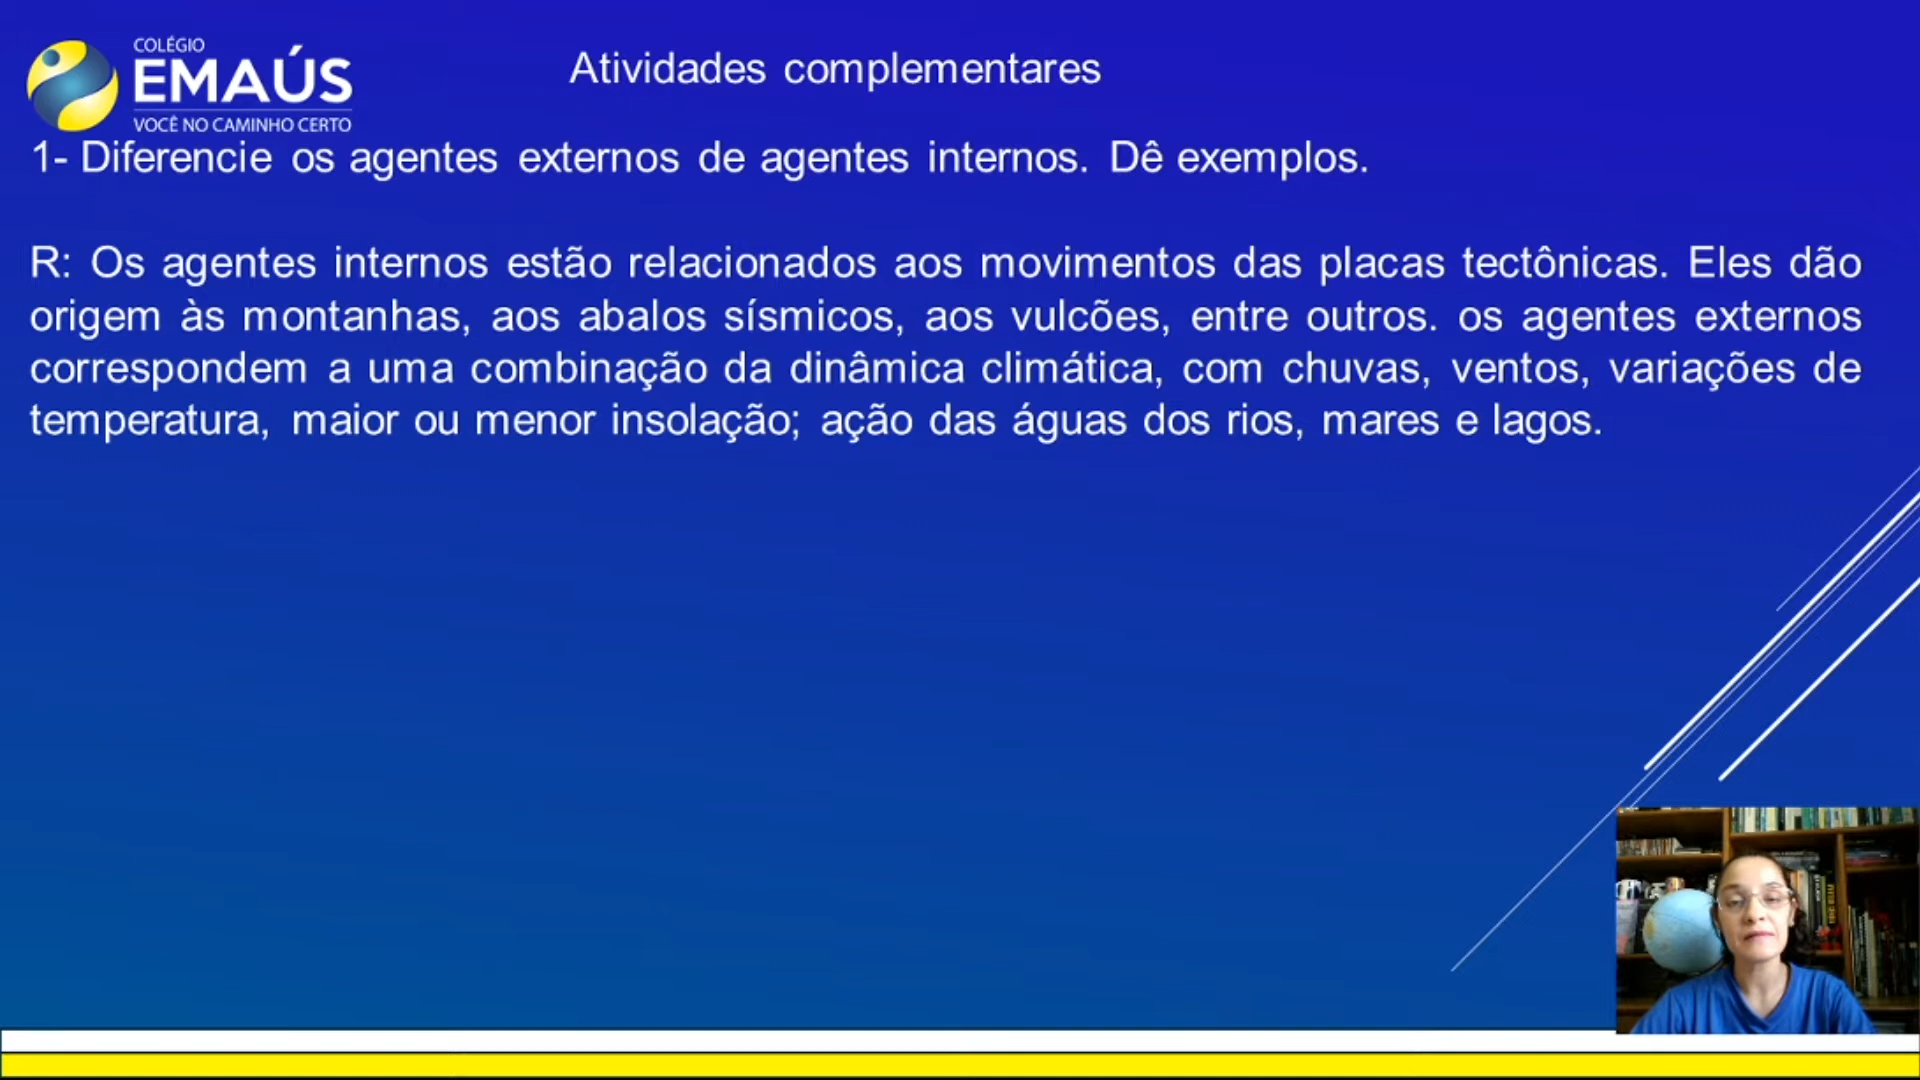 COLÉGIO
EMAÚS
VOCÊ NO CAMINHO CERTO
Atividades complementares
1- Diferencie os agentes externos de agentes internos. Dê exemplos.
R: Os agentes internos estão relacionados aos movimentos das placas tectônicas. Eles dão
origem às montanhas, aos abalos sísmicos, aos vulcões, entre outros. os agentes externos
correspondem a uma combinação da dinâmica climática, com chuvas, ventos, variações de
temperatura, maior ou menor insolação; ação das águas dos rios, mares e lagos.